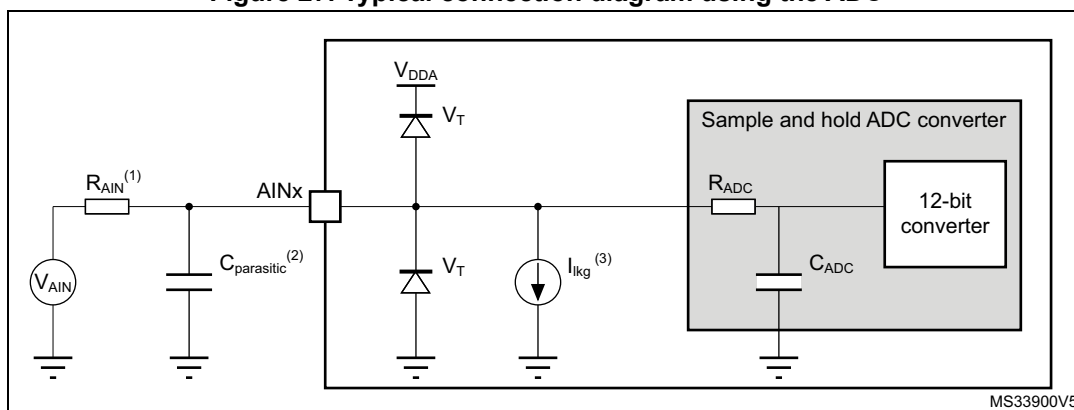 Figure 27. Typical connection diagram using the ADC
VDDA
VT
Sample and hold ADC converter
RAIN(1)
AINx
RADC
12-bit
converter
Cparasitic(2)
VT
Ilkg(3)
CADC
VAIN
MS33900V5